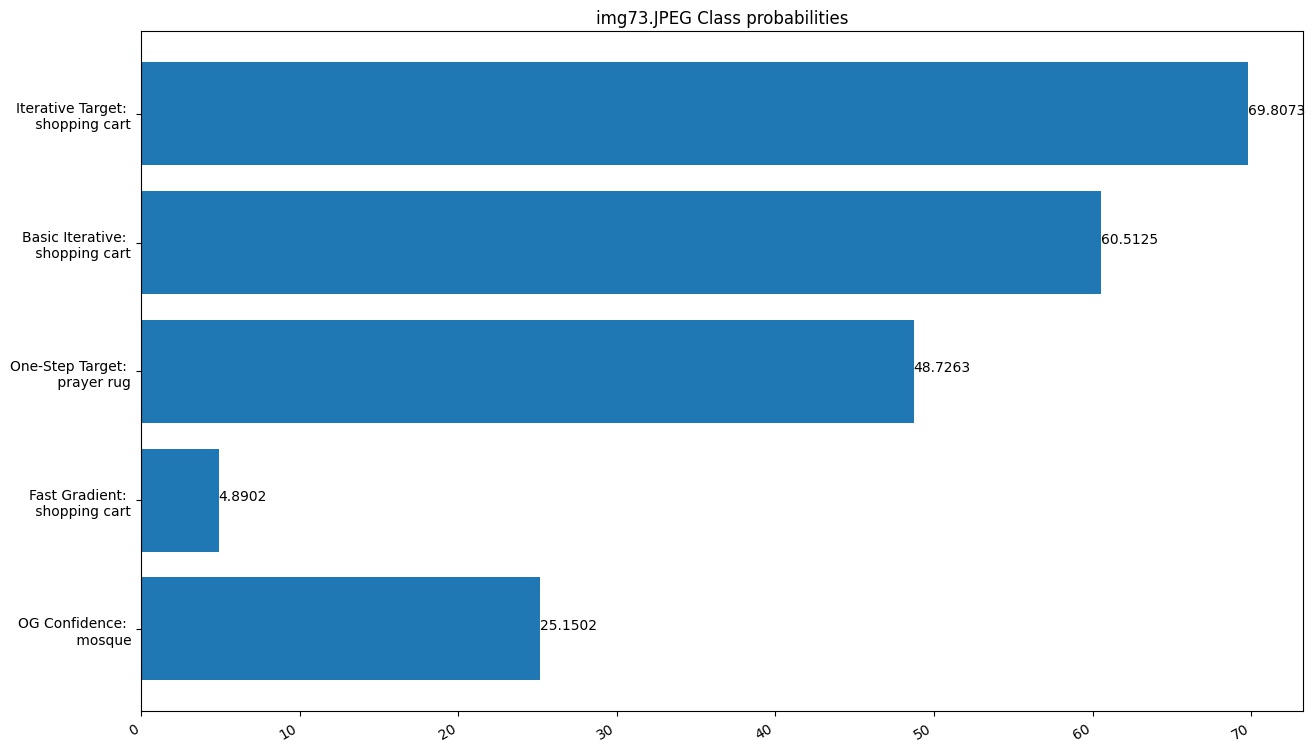 img73.JPEG Class probabilities
Iterative Target:
shopping cart
69.8073
Basic Iterative:
shopping cart
60.5125
One-Step Target:
prayer rug
48.7263
Fast Gradient:
shopping cart
4.8902
OG Confidence:
mosque
25.1502
0 10 20 30 40 50 60 70